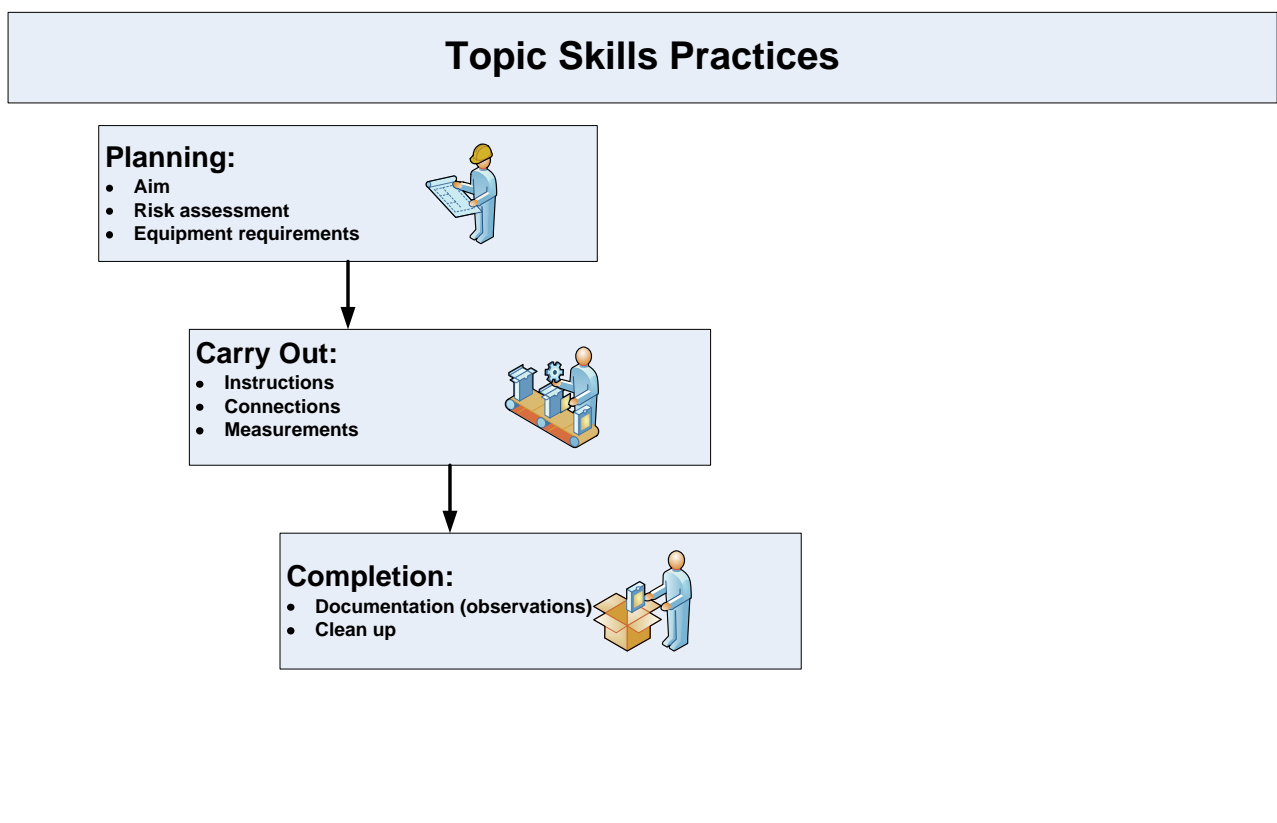 Topic Skills Practices
Planning:
• Aim
• Risk assessment
• Equipment requirements
Carry Out:
• Instructions
• Connections
• Measurements
Completion:
• Documentation (observations)
• Clean up